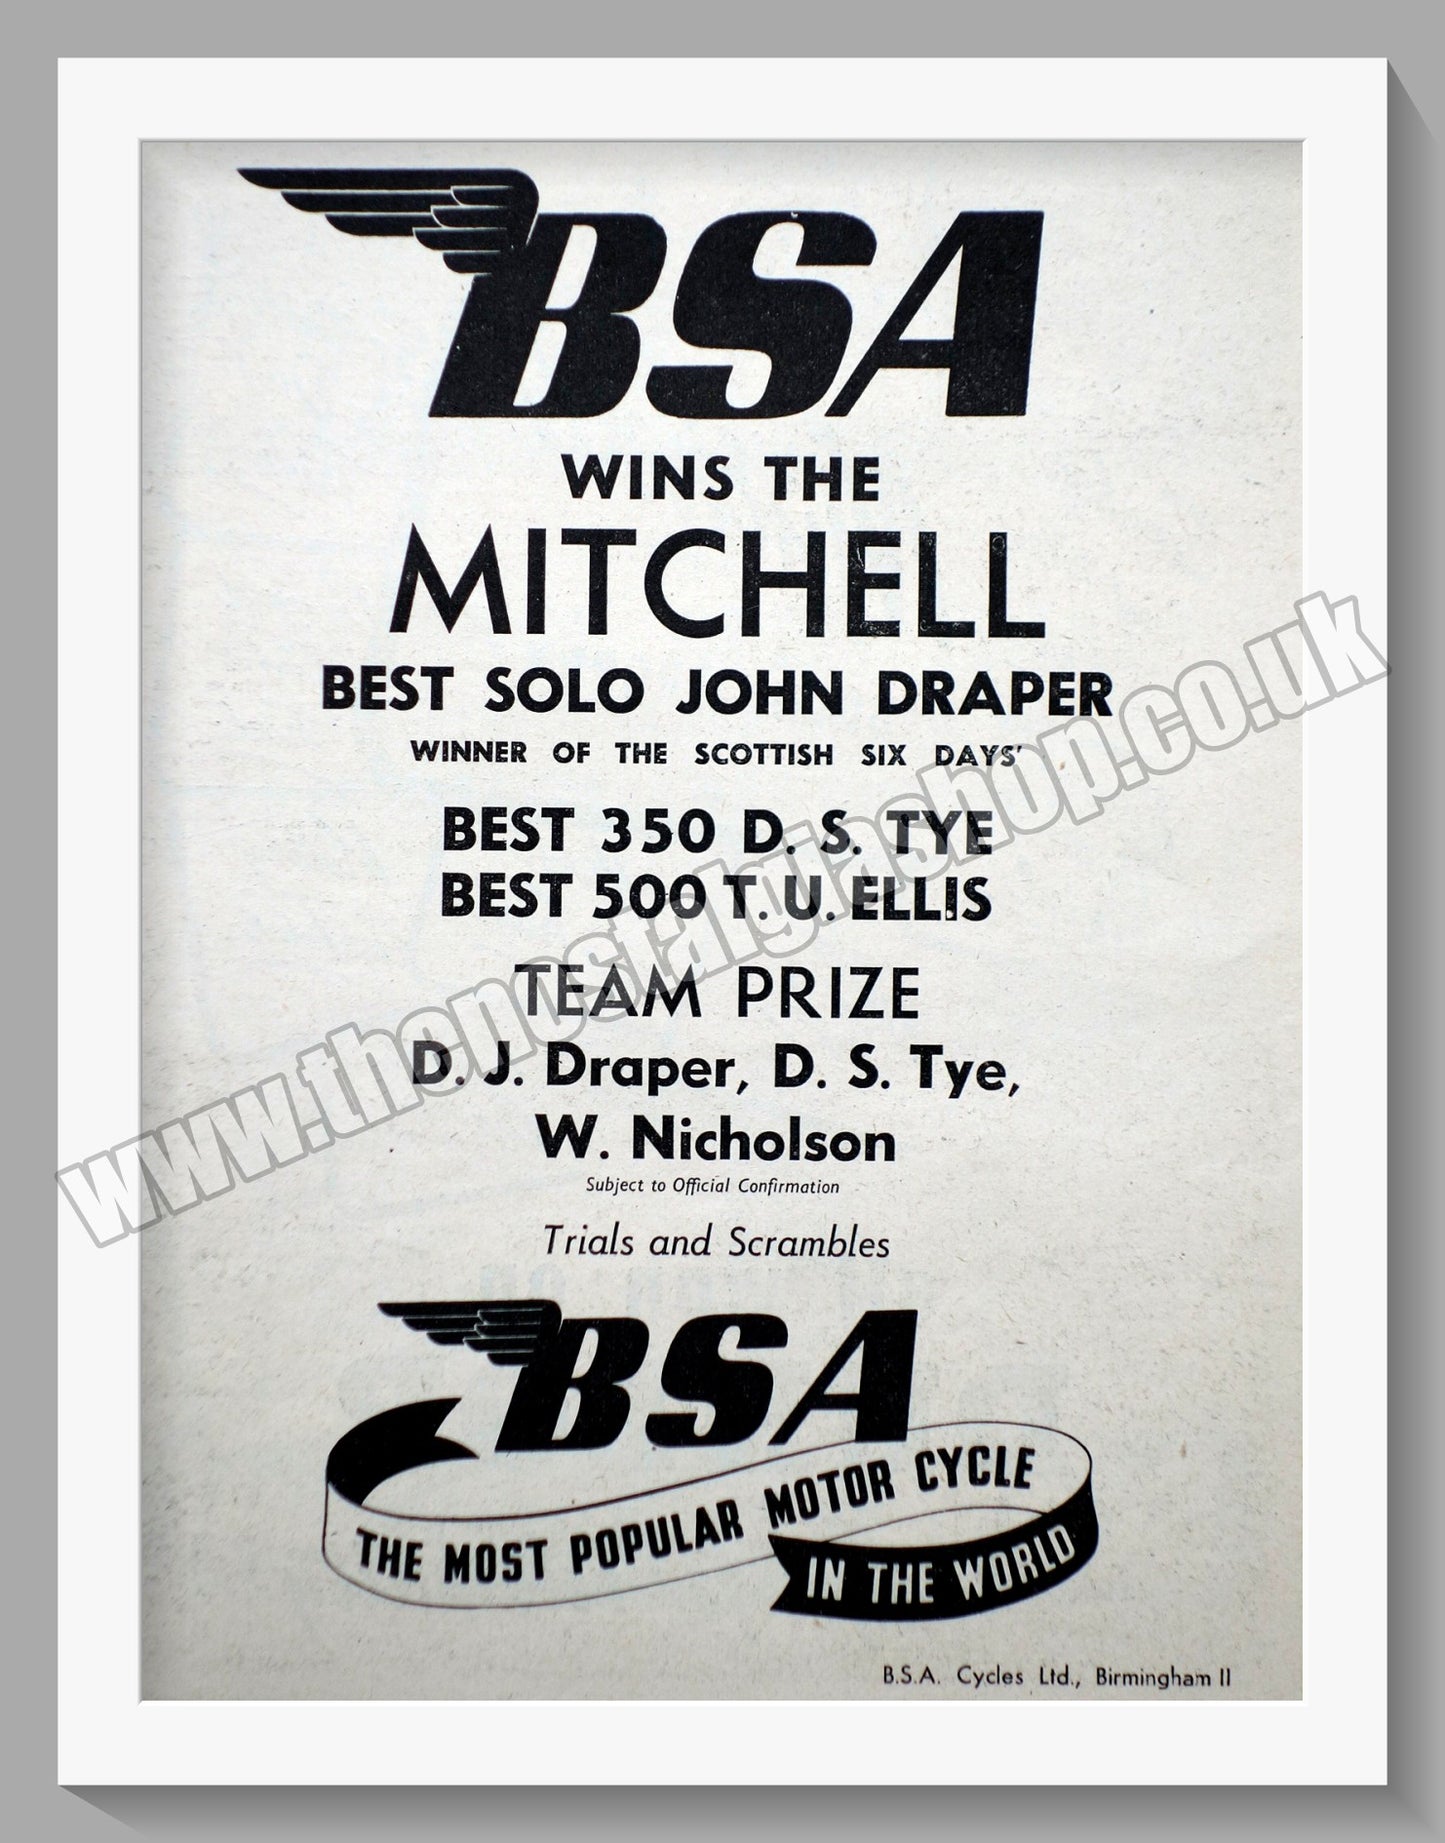 BSA
WINS THE
MITCHELL
BEST SOLO JOHN DRAPER
WINNER OF THE SCOTTISH SIX DAYS'
BEST 350 D. S. TYE
BEST 500 T. U. ELLIS
TEAM PRIZE
D. J. Draper, D. S. Tye,
W. Nicholson
Subject to Official Confirmation
Trials and Scrambles
BSA
THE MOST POPULAR MOTOR CYCLE
IN THE WORLD
B.S.A. Cycles Ltd., Birmingham 11
www.thenostalgiashop.co.uk